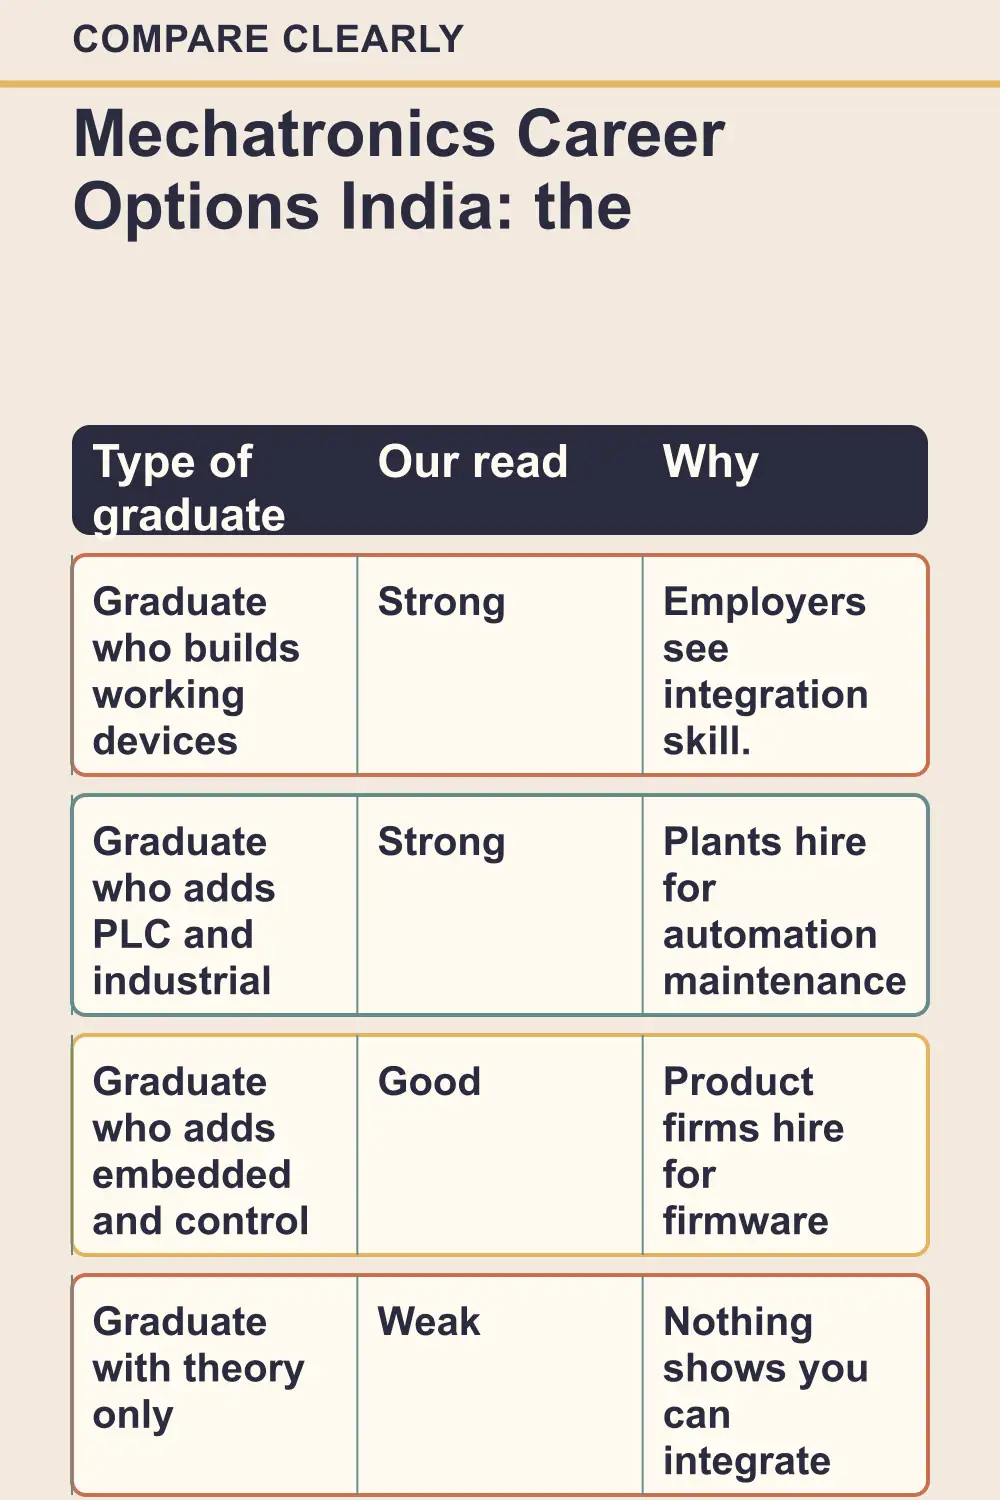 COMPARE CLEARLY
Mechatronics Career
Options India: the
Type of
graduate
Our read
Why
Graduate
who builds
working
devices
Strong
Employers
see
integration
skill.
Graduate
who adds
PLC and
industrial
Strong
Plants hire
for
automation
maintenance
Graduate
who adds
embedded
and control
Good
Product
firms hire
for
firmware
Graduate
with theory
only
Weak
Nothing
shows you
can
integrate